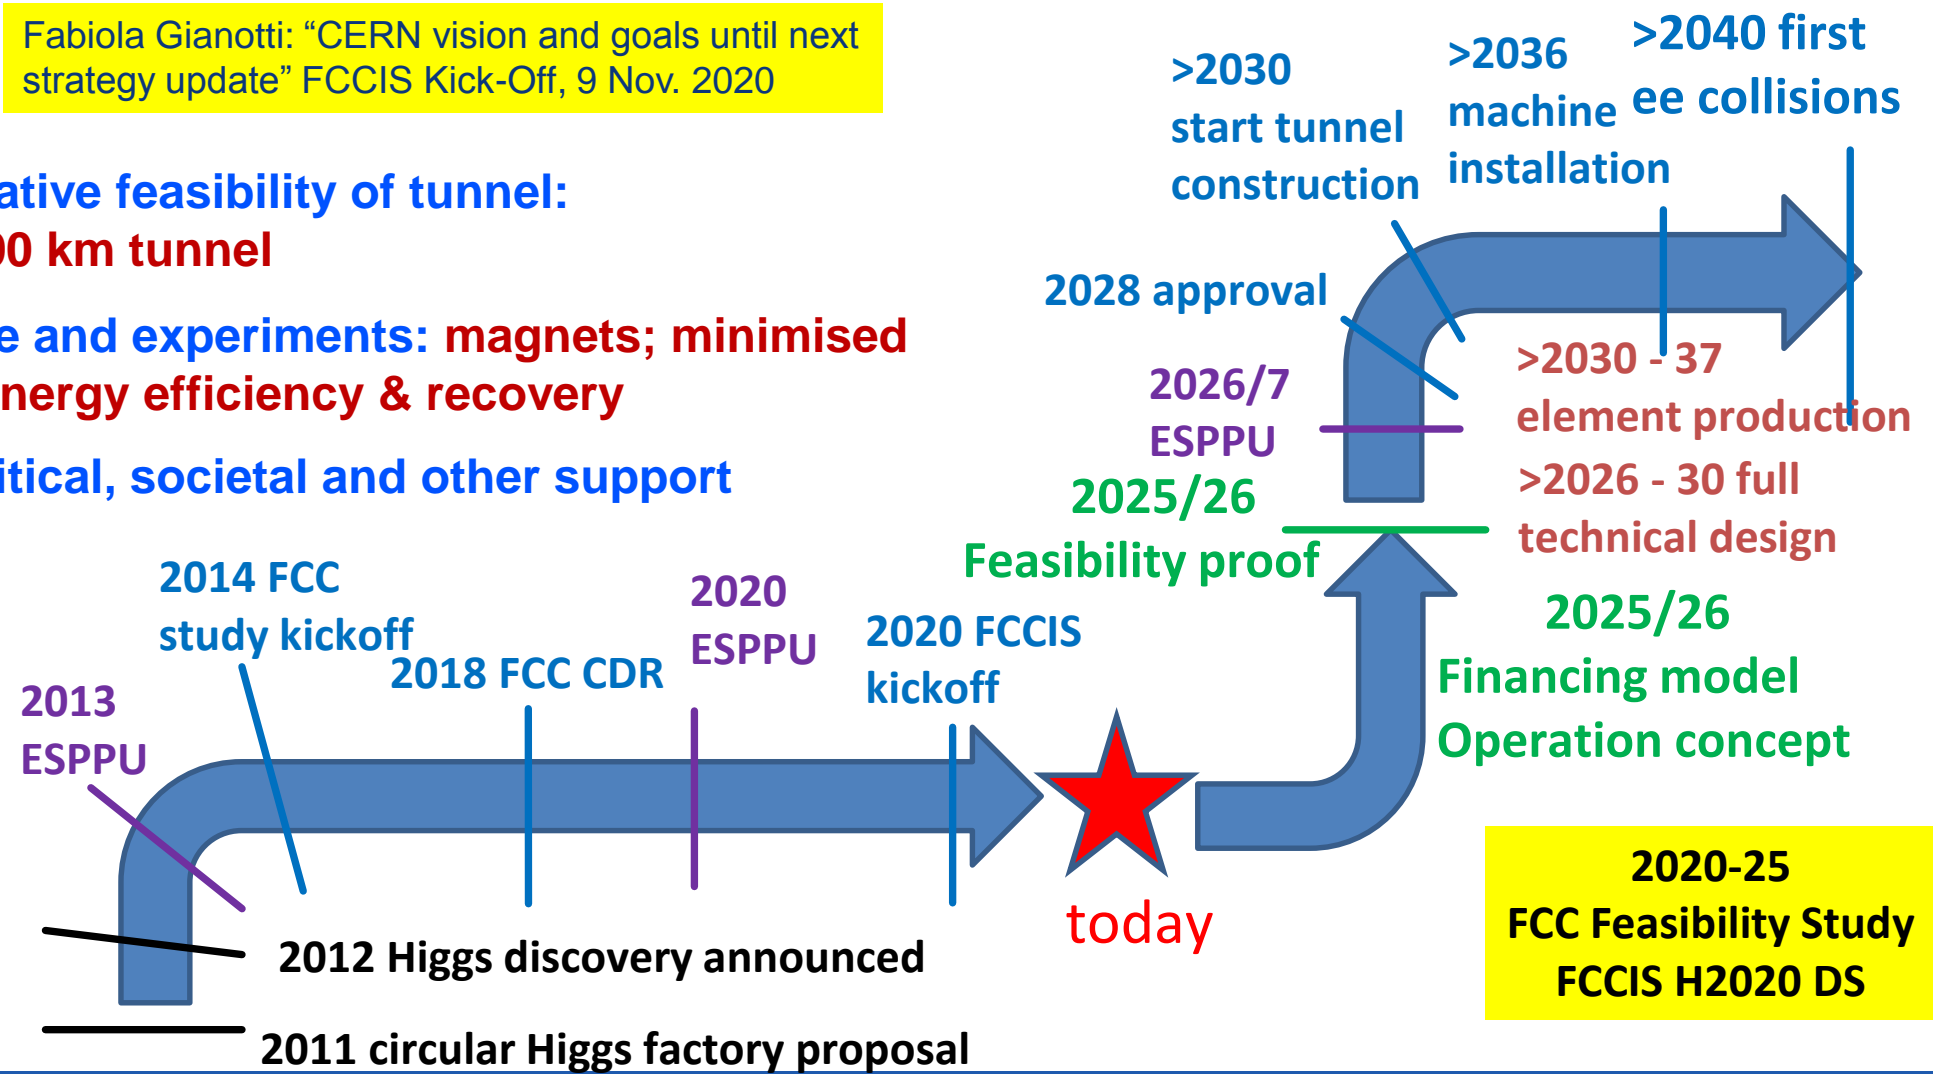 Fabiola Gianotti: “CERN vision and goals until next
strategy update” FCCIS Kick-Off, 9 Nov. 2020
feasibility of tunnel:
km tunnel
and experiments: magnets; minimised
efficiency & recovery
societal and other support
>2030
start tunnel
construction
>2036
machine
installation
>2040 first
ee collisions
2028 approval
2026/7
ESPPU
2025/26
Feasibility proof
>2030 - 37
element production
>2026 - 30 full
technical design
2025/26
Financing model
Operation concept
2014 FCC
study kickoff
2018 FCC CDR
2020
ESPPU
2020 FCCIS
kickoff
2013
ESPPU
today
2012 Higgs discovery announced
2011 circular Higgs factory proposal
2020-25
FCC Feasibility Study
FCCIS H2020 DS